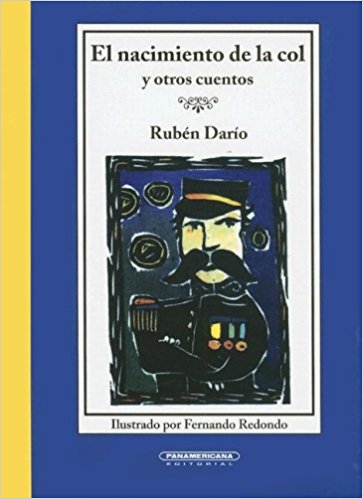 El nacimiento de la col
y otros cuentos
Rubén Darío
Ilustrado por Fernando Redondo
PANAMERICANA
EDITORIAL